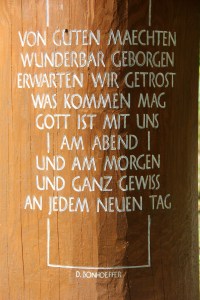 VON GUTEN MAECHTEN
WUNDERBAR GEBORGEN
ERWARTEN WIR GETROST
WAS KOMMEN MAG
GOTT IST MIT UNS
AM ABEND
UND AM MORGEN
UND GANZ GEWISS
AN JEDEM NEUEN TAG
D. BONHOEFFER